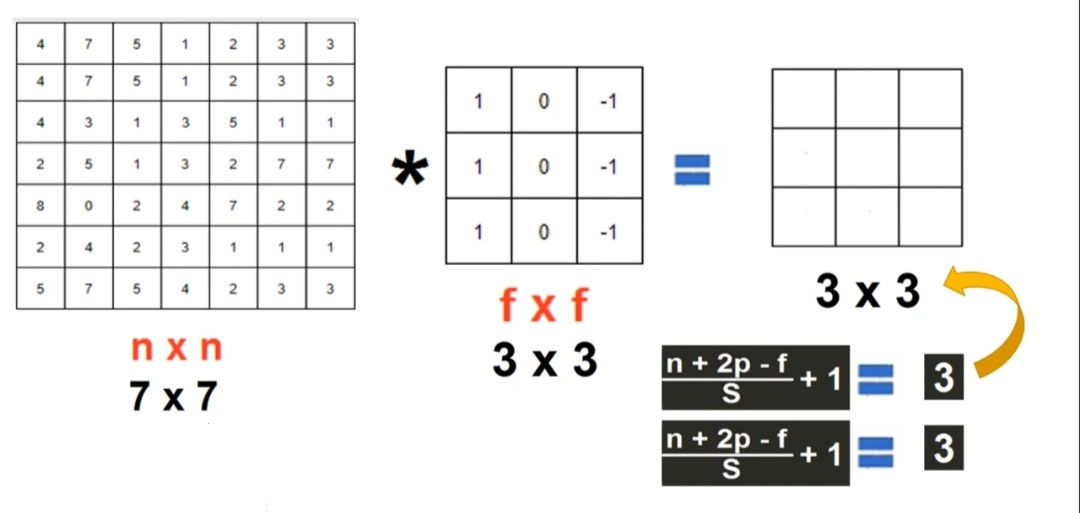 4 7 5 1 2 3 3
4 7 5 1 2 3 3
4 3 1 3 5 1 1
2 5 1 3 2 7 7
8 0 2 4 7 2 2
2 4 2 3 1 1 1
5 7 5 4 2 3 3
n x n
7 x 7
*
1 0 -1
1 0 -1
1 0 -1
f x f
3 x 3
=
3 x 3
n + 2p - f
S
+ 1 = 3
n + 2p - f
S
+ 1 = 3